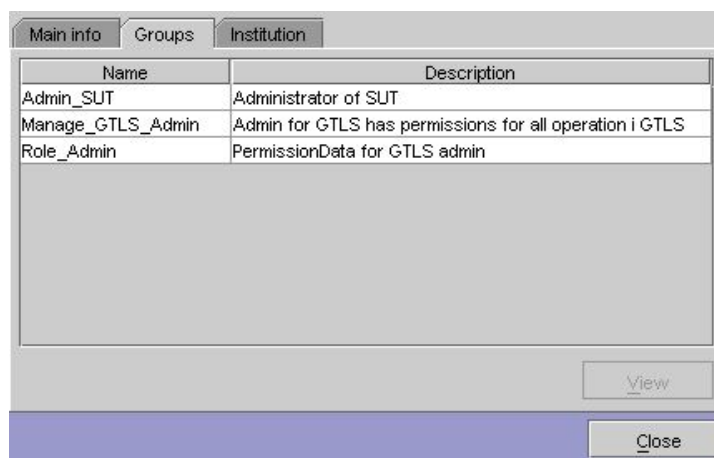 Main info Groups Institution
Name Description
Admin_SUT Administrator of SUT
Manage_GTLS_Admin Admin for GTLS has permissions for all operation i GTLS
Role_Admin PermissionData for GTLS admin
View
Close